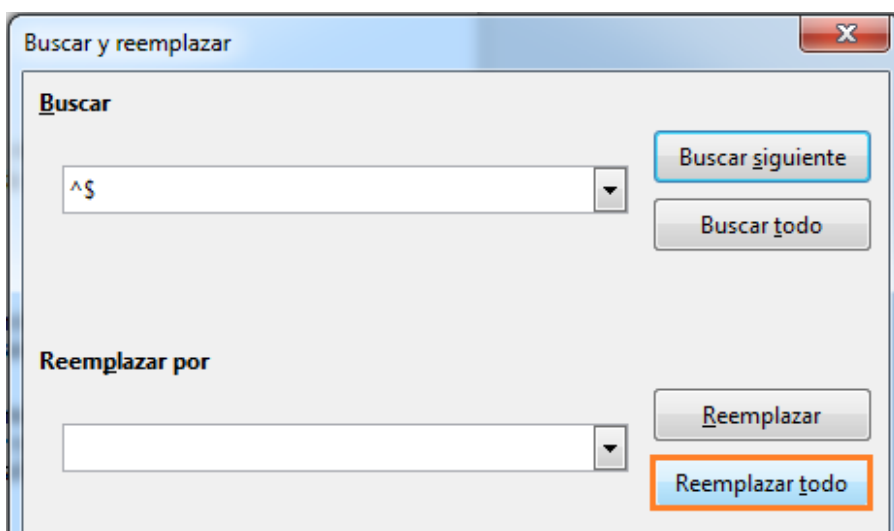 Buscar y reemplazar
Buscar
^$
Buscar siguiente
Buscar todo
Reemplazar por
Reemplazar
Reemplazar todo